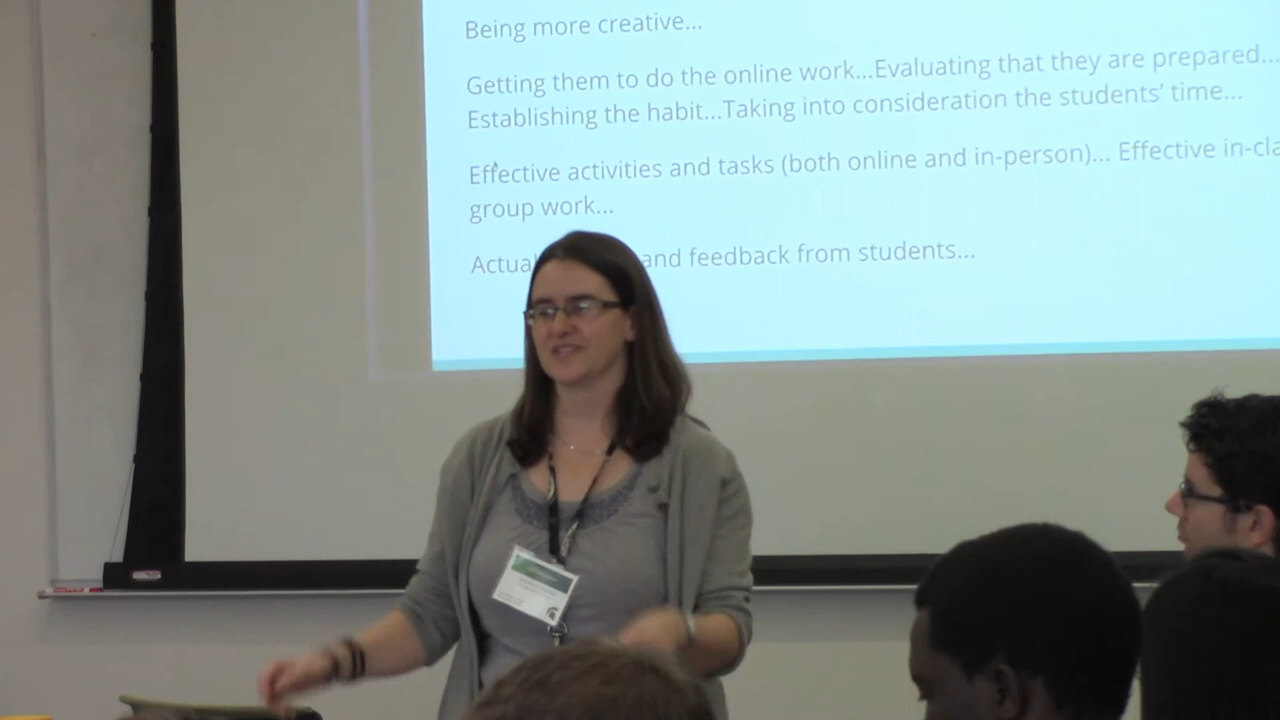 Being more creative...
Getting them to do the online work...Evaluating that they are prepared...
Establishing the habit...Taking into consideration the students' time...
Effective activities and tasks (both online and in-person)... Effective in-cla
group work...
Actua and feedback from students...